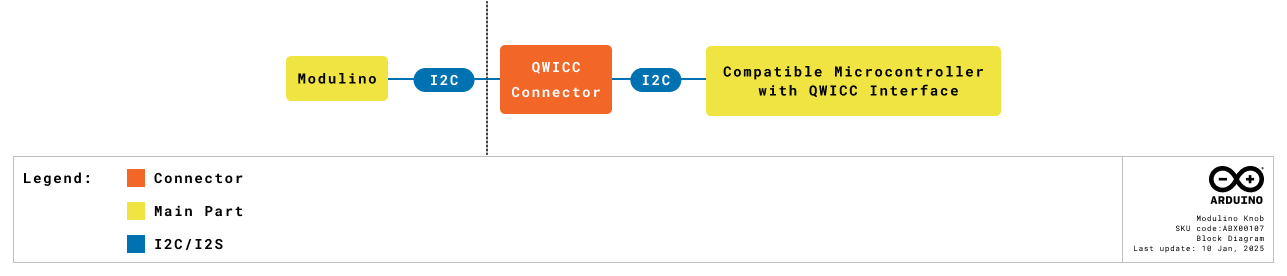 Modulino
I2C
QWICC
Connector
I2C
Compatible Microcontroller
with QWICC Interface
Legend:
Connector
Main Part
I2C/I2S
ARDUINO
Modulino Knob
SKU code:ABX00107
Block Diagram
Last update: 10 Jan, 2025